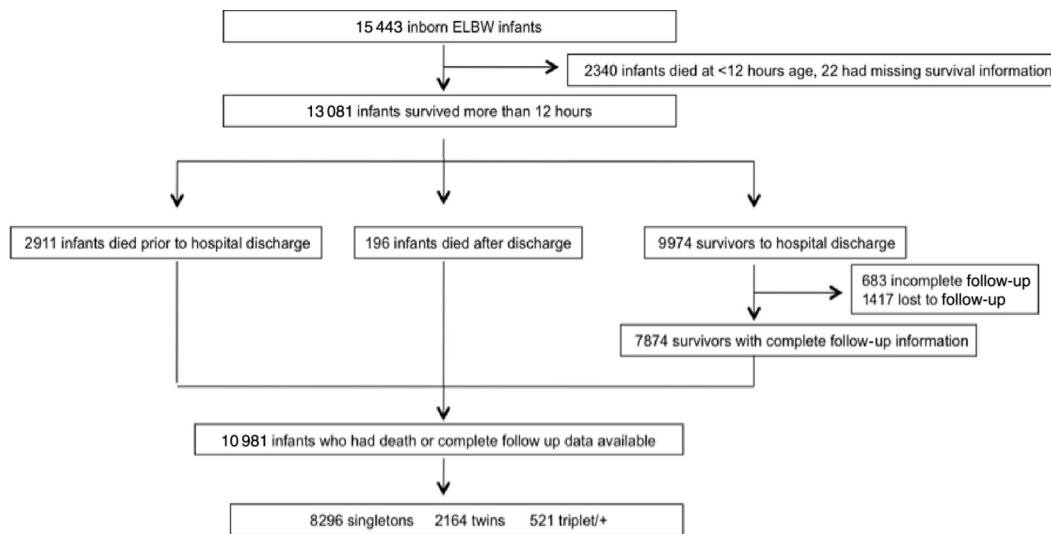 15 443 inborn ELBW infants
2340 infants died at <12 hours age, 22 had missing survival information
13 081 infants survived more than 12 hours
2911 infants died prior to hospital discharge
196 infants died after discharge
9974 survivors to hospital discharge
683 incomplete follow-up
1417 lost to follow-up
7874 survivors with complete follow-up information
10 981 infants who had death or complete follow up data available
8296 singletons 2164 twins 521 triplet/+